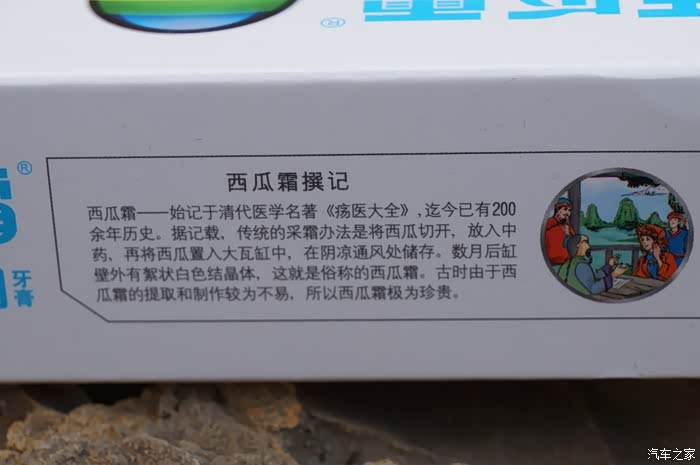 西瓜霜撰记
西瓜霜——始记于清代医学名著《疡医大全》,迄今已有200
余年历史。据记载,传统的采霜办法是将西瓜切开,放入中
药,再将西瓜置入大瓦缸中,在阴凉通风处储存。数月后缸
壁外有絮状白色结晶体,这就是俗称的西瓜霜。古时由于西
瓜霜的提取和制作较为不易,所以西瓜霜极为珍贵。
®
牙膏
®
汽车之家